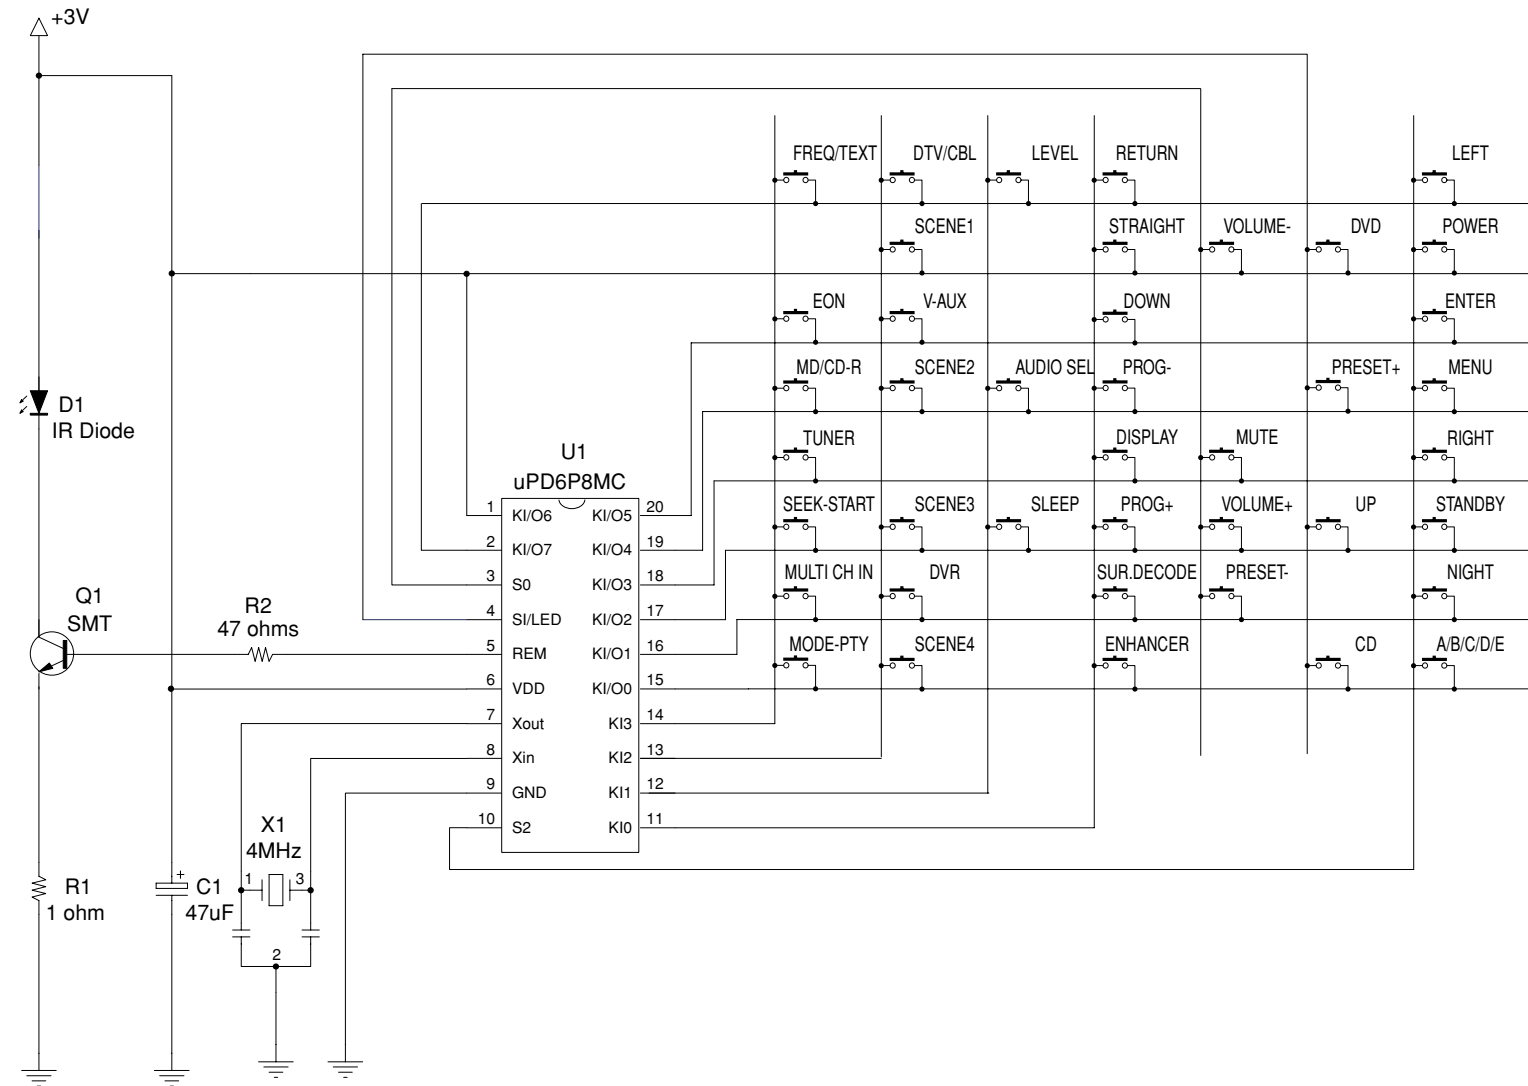 +3V
FREQ/TEXT DTV/CBL LEVEL RETURN LEFT
SCENE1 STRAIGHT VOLUME- DVD POWER
EON V-AUX DOWN ENTER
MD/CD-R SCENE2 AUDIO SEL PROG- PRESET+ MENU
D1
IR Diode
TUNER DISPLAY MUTE RIGHT
U1
uPD6P8MC
SEEK-START SCENE3 SLEEP PROG+ VOLUME+ UP STANDBY
1 KI/O6 KI/O5 20
2 KI/O7 KI/O4 19
MULTI CH IN DVR SUR.DECODE PRESET- NIGHT
3 S0 KI/O3 18
Q1
SMT
R2
47 ohms
4 SI/LED KI/O2 17
MODE-PTY SCENE4 ENHANCER CD A/B/C/D/E
5 REM KI/O1 16
6 VDD KI/O0 15
7 Xout KI3 14
8 Xin KI2 13
9 GND KI1 12
10 S2 KI0 11
X1
4MHz
1 3
R1
1 ohm
+
C1
47uF
2